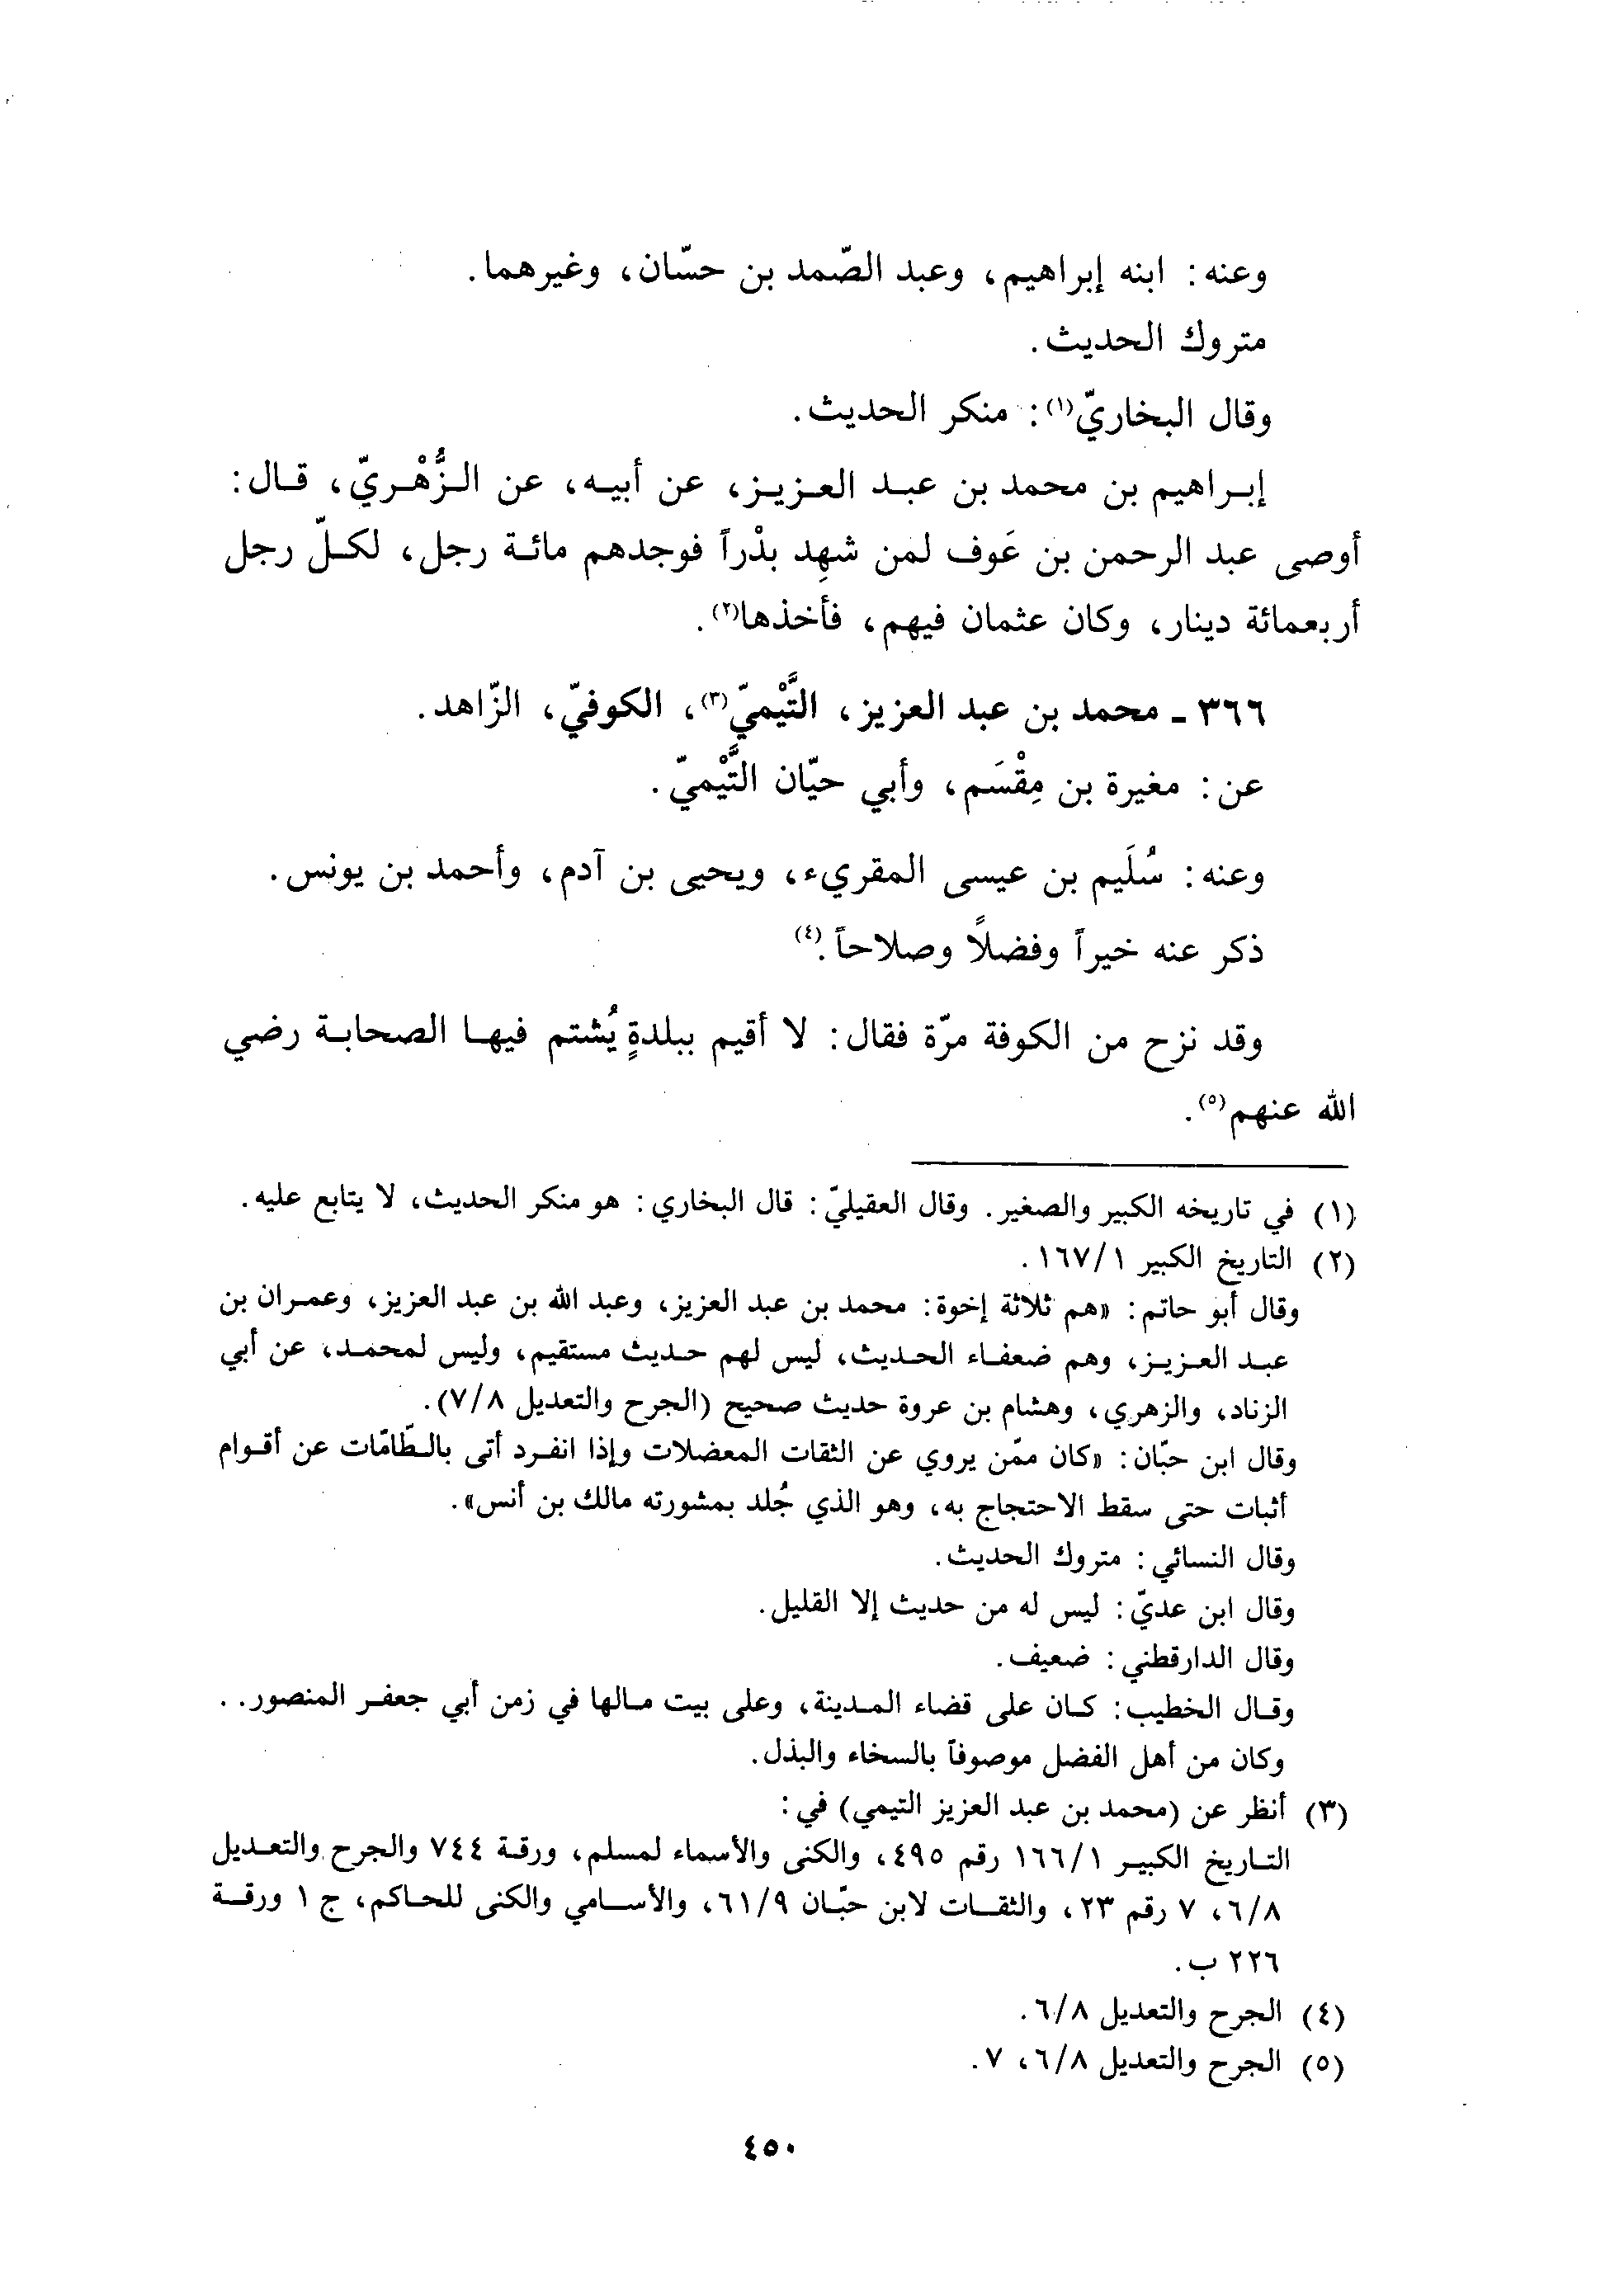 وعنه: ابنه إبراهيم، وعبد الصّمد بن حسّان، وغيرهما.
متروك الحديث.
وقال البخاريّ(١): منكر الحديث.
إبراهيم بن محمد بن عبد العزيز، عن أبيه، عن الزُّهْريّ، قال:
أوصى عبد الرحمن بن عَوف لمن شهِد بدْراً فوجدهم مائة رجل، لكلّ رجل
أربعمائة دينار، وكان عثمان فيهم، فأخذها(٢).
٣٦٦ ـ محمد بن عبد العزيز، التَّيْميّ(٣)، الكوفيّ، الزّاهد.
عن: مغيرة بن مِقْسَم، وأبي حيّان التَّيْميّ.
وعنه: سُلَيم بن عيسى المقريء، ويحيى بن آدم، وأحمد بن يونس.
ذكر عنه خيراً وفضلاً وصلاحاً.(٤)
وقد نزح من الكوفة مرّة فقال: لا أقيم ببلدةٍ يُشتم فيها الصحابة رضي
الله عنهم(٥).
(١) في تاريخه الكبير والصغير. وقال العقيليّ: قال البخاري: هو منكر الحديث، لا يتابع عليه.
(٢) التاريخ الكبير ١/١٦٧.
وقال أبو حاتم: «هم ثلاثة إخوة: محمد بن عبد العزيز، وعبد الله بن عبد العزيز، وعمران بن
عبد العزيز، وهم ضعفاء الحديث، ليس لهم حديث مستقيم، وليس لمحمد، عن أبي
الزناد، والزهري، وهشام بن عروة حديث صحيح (الجرح والتعديل ٧/٨).
وقال ابن حبّان: «كان ممّن يروي عن الثقات المعضلات وإذا انفرد أتى بالطّامّات عن أقوام
أثبات حتى سقط الاحتجاج به، وهو الذي جُلد بمشورته مالك بن أنس».
وقال النسائي: متروك الحديث.
وقال ابن عديّ: ليس له من حديث إلا القليل.
وقال الدارقطني: ضعيف.
وقال الخطيب: كان على قضاء المدينة، وعلى بيت مالها في زمن أبي جعفر المنصور..
وكان من أهل الفضل موصوفاً بالسخاء والبذل.
(٣) أنظر عن (محمد بن عبد العزيز التيمي) في:
التاريخ الكبير ١/١٦٦ رقم ٤٩٥، والكنى والأسماء لمسلم، ورقة ٧٤٤ والجرح والتعديل
٦/٨، ٧ رقم ٢٣، والثقات لابن حبّان ٦١/٩، والأسامي والكنى للحاكم، ج ١ ورقة
٢٢٦ ب.
(٤) الجرح والتعديل ٦/٨.
(٥) الجرح والتعديل ٦/٨، ٧.
٤٥٠